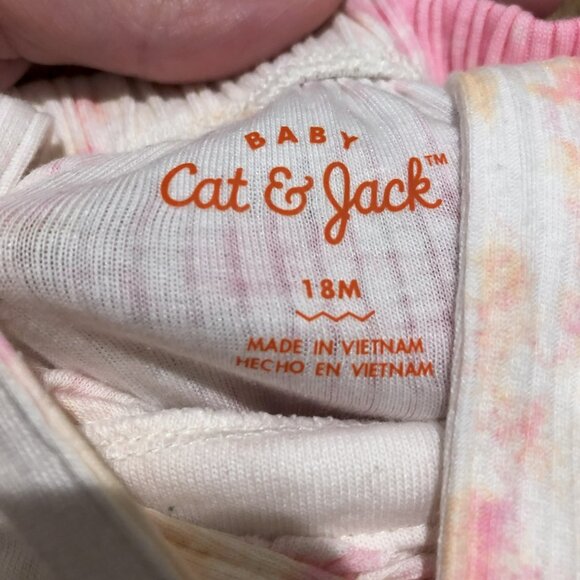 BABY
Cat & Jack™
18M
MADE IN VIETNAM
HECHO EN VIETNAM